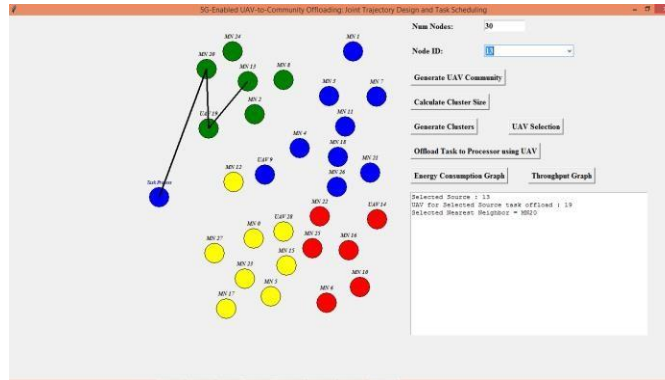 5G-Enabled UAV-to-Community Offloading: Joint Trajectory Design and Task Scheduling
Num Nodes: 30
Node ID: 13
Generate UAV Community
Calculate Cluster Size
Generate Clusters
UAV Selection
Offload Task to Processor using UAV
Energy Consumption Graph
Throughput Graph
Selected Source : 13
UAV for Selected Source task offload : 19
Selected Nearest Neighbor = MN20
MN 24
MN 20
MN 13
MN 8
MN 2
UAV 19
MN 1
MN 7
MN 11
MN 4
MN 18
MN 21
MN 26
MN 12
UAV 9
MN 22
UAV 14
MN 0
UAV 28
MN 25
MN 16
MN 27
MN 15
MN 23
MN 10
MN 17
MN 5
MN 6